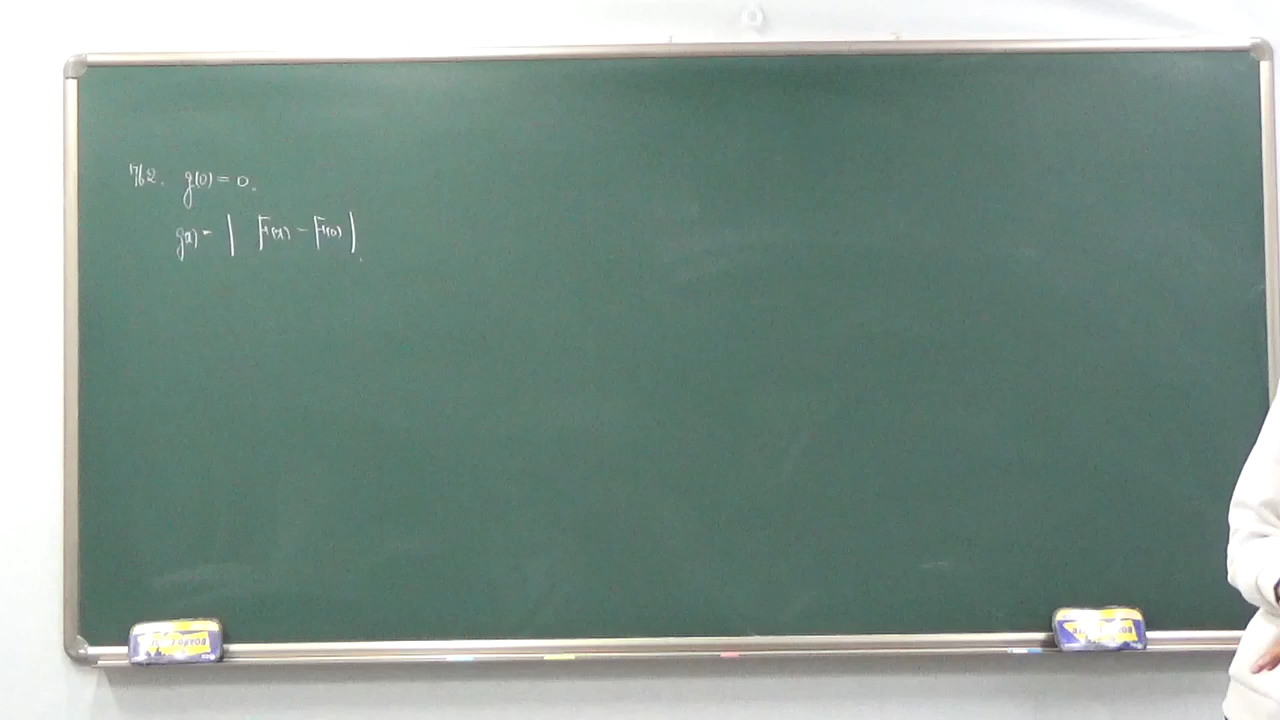 762. g(0) = 0.
g(x) = | F(x) - F(0) |